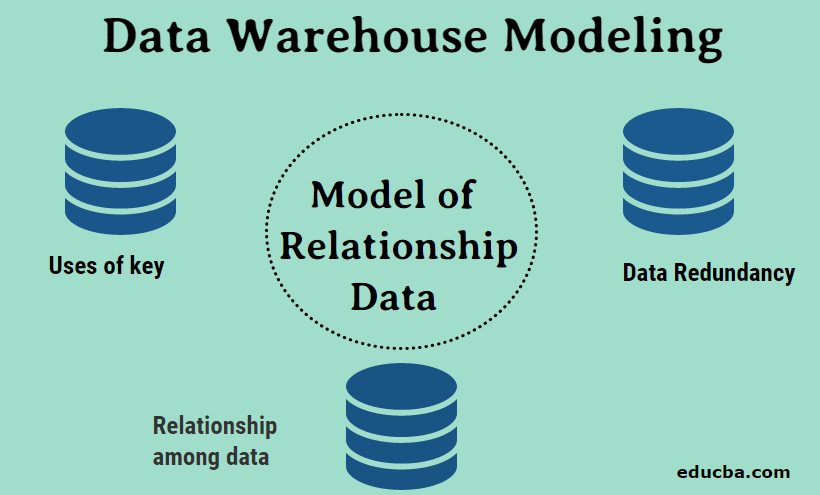 Data Warehouse Modeling
Model of
Relationship
Data
Uses of key
Data Redundancy
Relationship
among data
educba.com